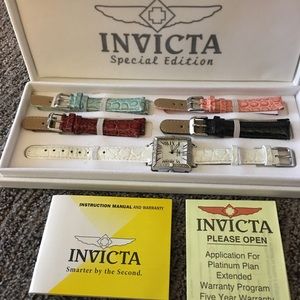 INVICTA
Special Edition
INSTRUCTION MANUAL AND WARRANTY
INVICTA
Smarter by the Second.
INVICTA
PLEASE OPEN
Application For
Platinum Plan
Extended
Warranty Program
Five Year Warranty